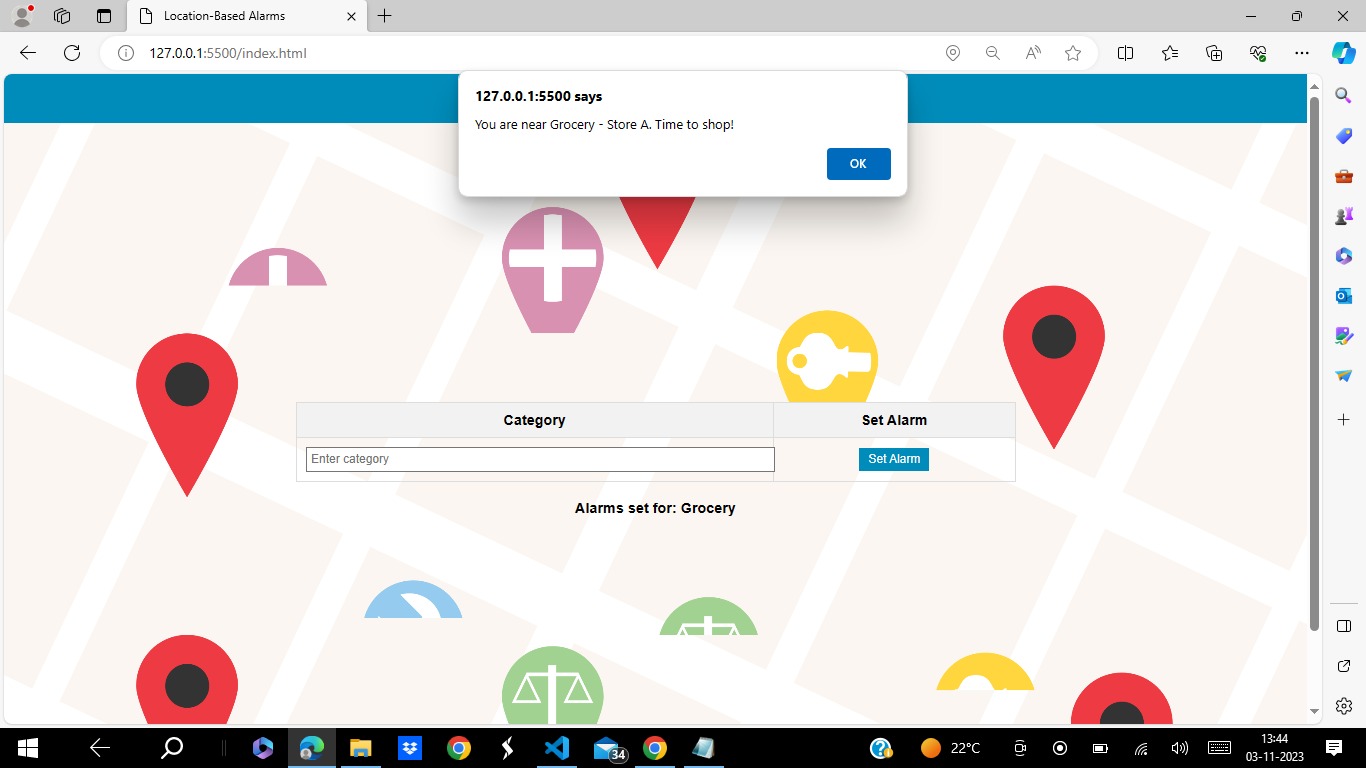 Location-Based Alarms
127.0.0.1:5500/index.html
127.0.0.1:5500 says
You are near Grocery - Store A. Time to shop!
OK
Category
Set Alarm
Enter category
Set Alarm
Alarms set for: Grocery
34
22°C
13:44
03-11-2023